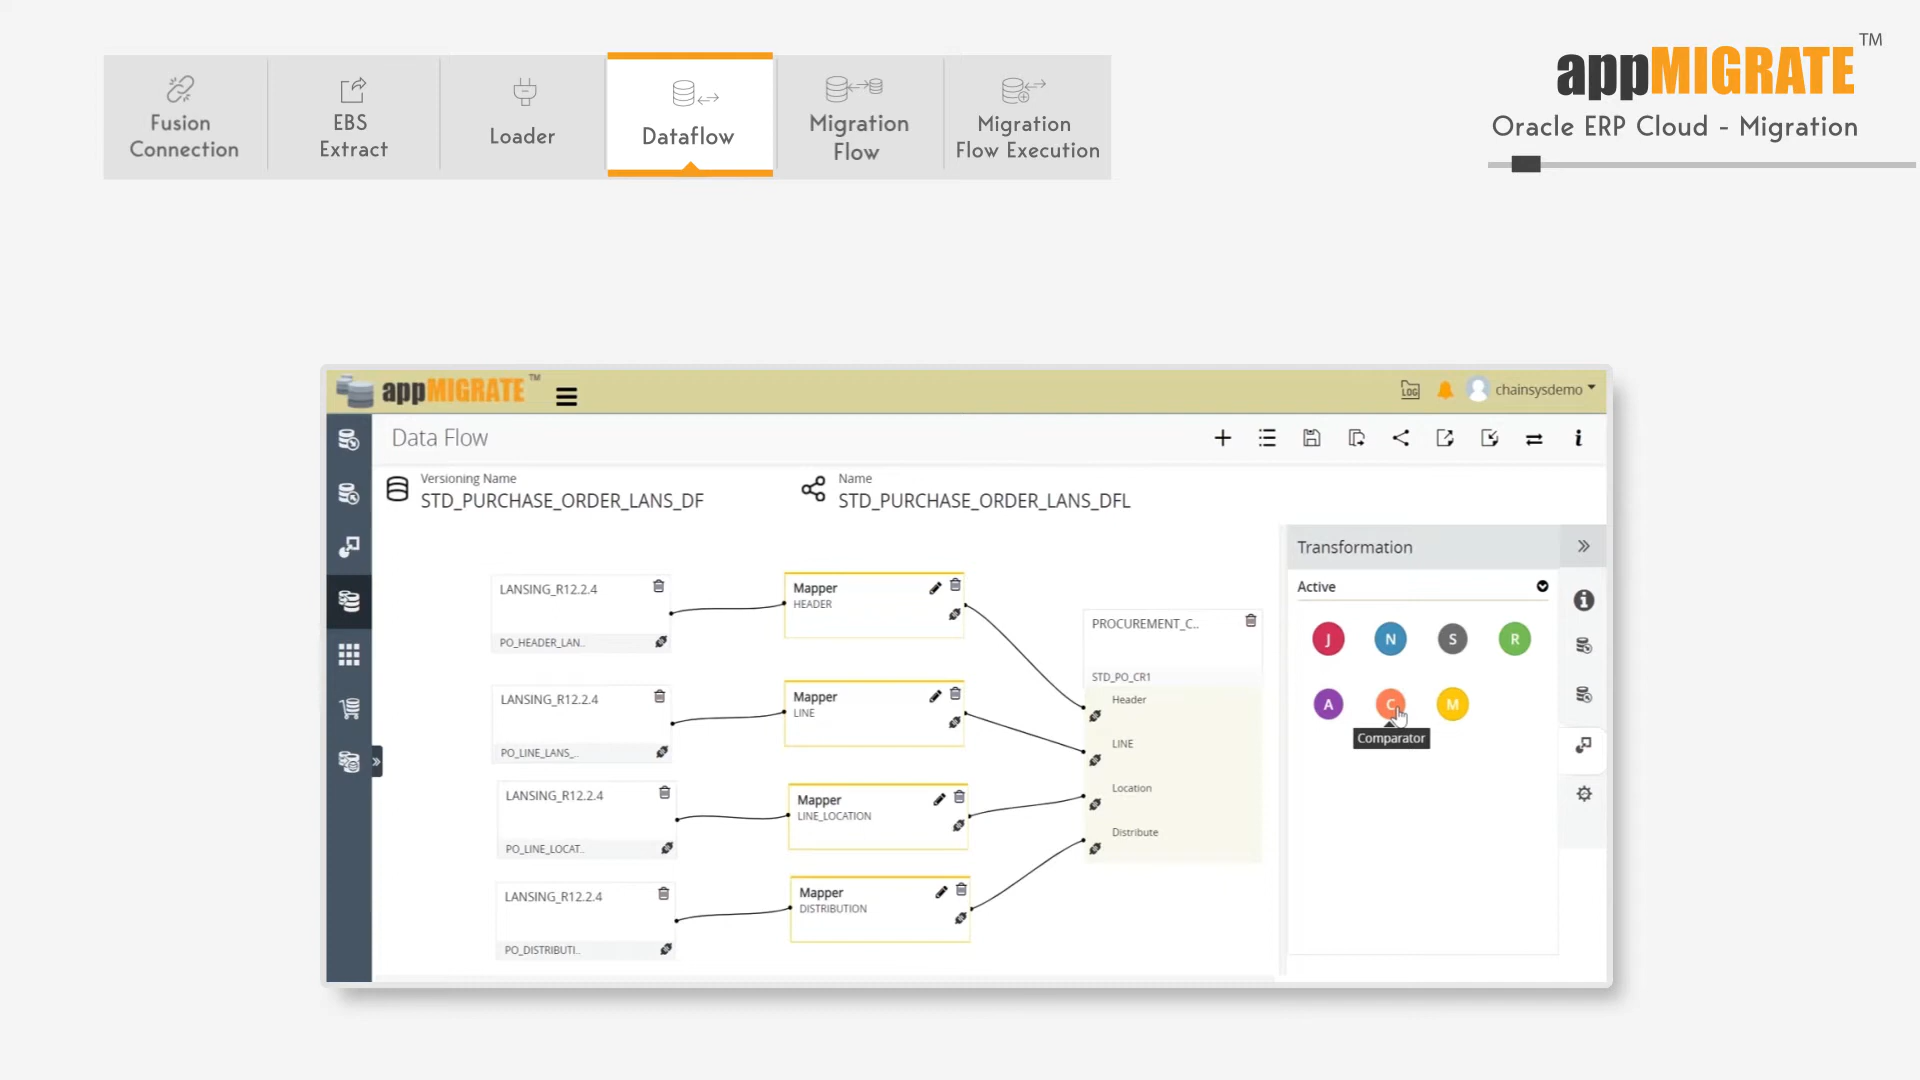 Fusion
Connection
EBS
Extract
Loader
Dataflow
Migration
Flow
Migration
Flow Execution
appMIGRATE™
Oracle ERP Cloud - Migration
appMIGRATE™
LOG
chainsysdemo
Data Flow
Versioning Name
STD_PURCHASE_ORDER_LANS_DF
Name
STD_PURCHASE_ORDER_LANS_DFL
Transformation
Active
LANSING_R12.2.4
PO_HEADER_LAN..
Mapper
HEADER
LANSING_R12.2.4
PO_LINE_LANS_..
Mapper
LINE
LANSING_R12.2.4
PO_LINE_LOCAT..
Mapper
LINE_LOCATION
LANSING_R12.2.4
PO_DISTRIBUTI..
Mapper
DISTRIBUTION
PROCUREMENT_C..
STD_PO_CR1
Header
LINE
Location
Distribute
J N S R
A C M
Comparator